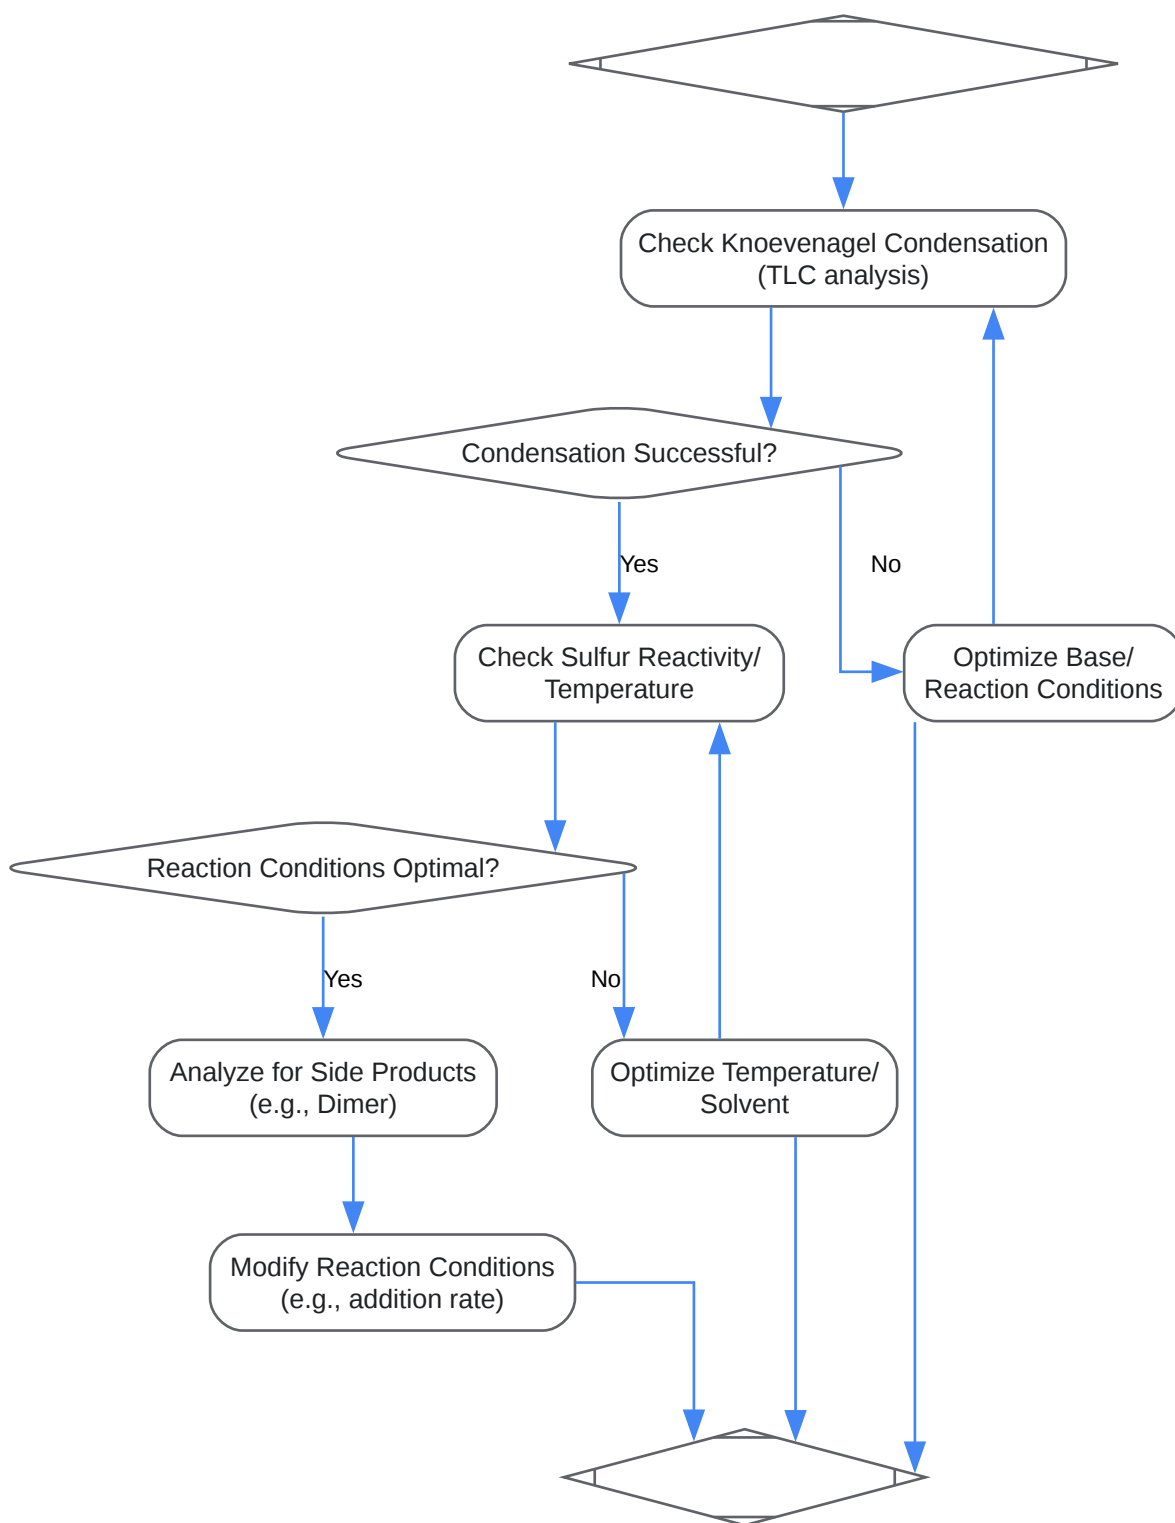 Check Knoevenagel Condensation
(TLC analysis)
Condensation Successful?
Yes
No
Check Sulfur Reactivity/
Temperature
Optimize Base/
Reaction Conditions
Reaction Conditions Optimal?
Yes
No
Analyze for Side Products
(e.g., Dimer)
Optimize Temperature/
Solvent
Modify Reaction Conditions
(e.g., addition rate)